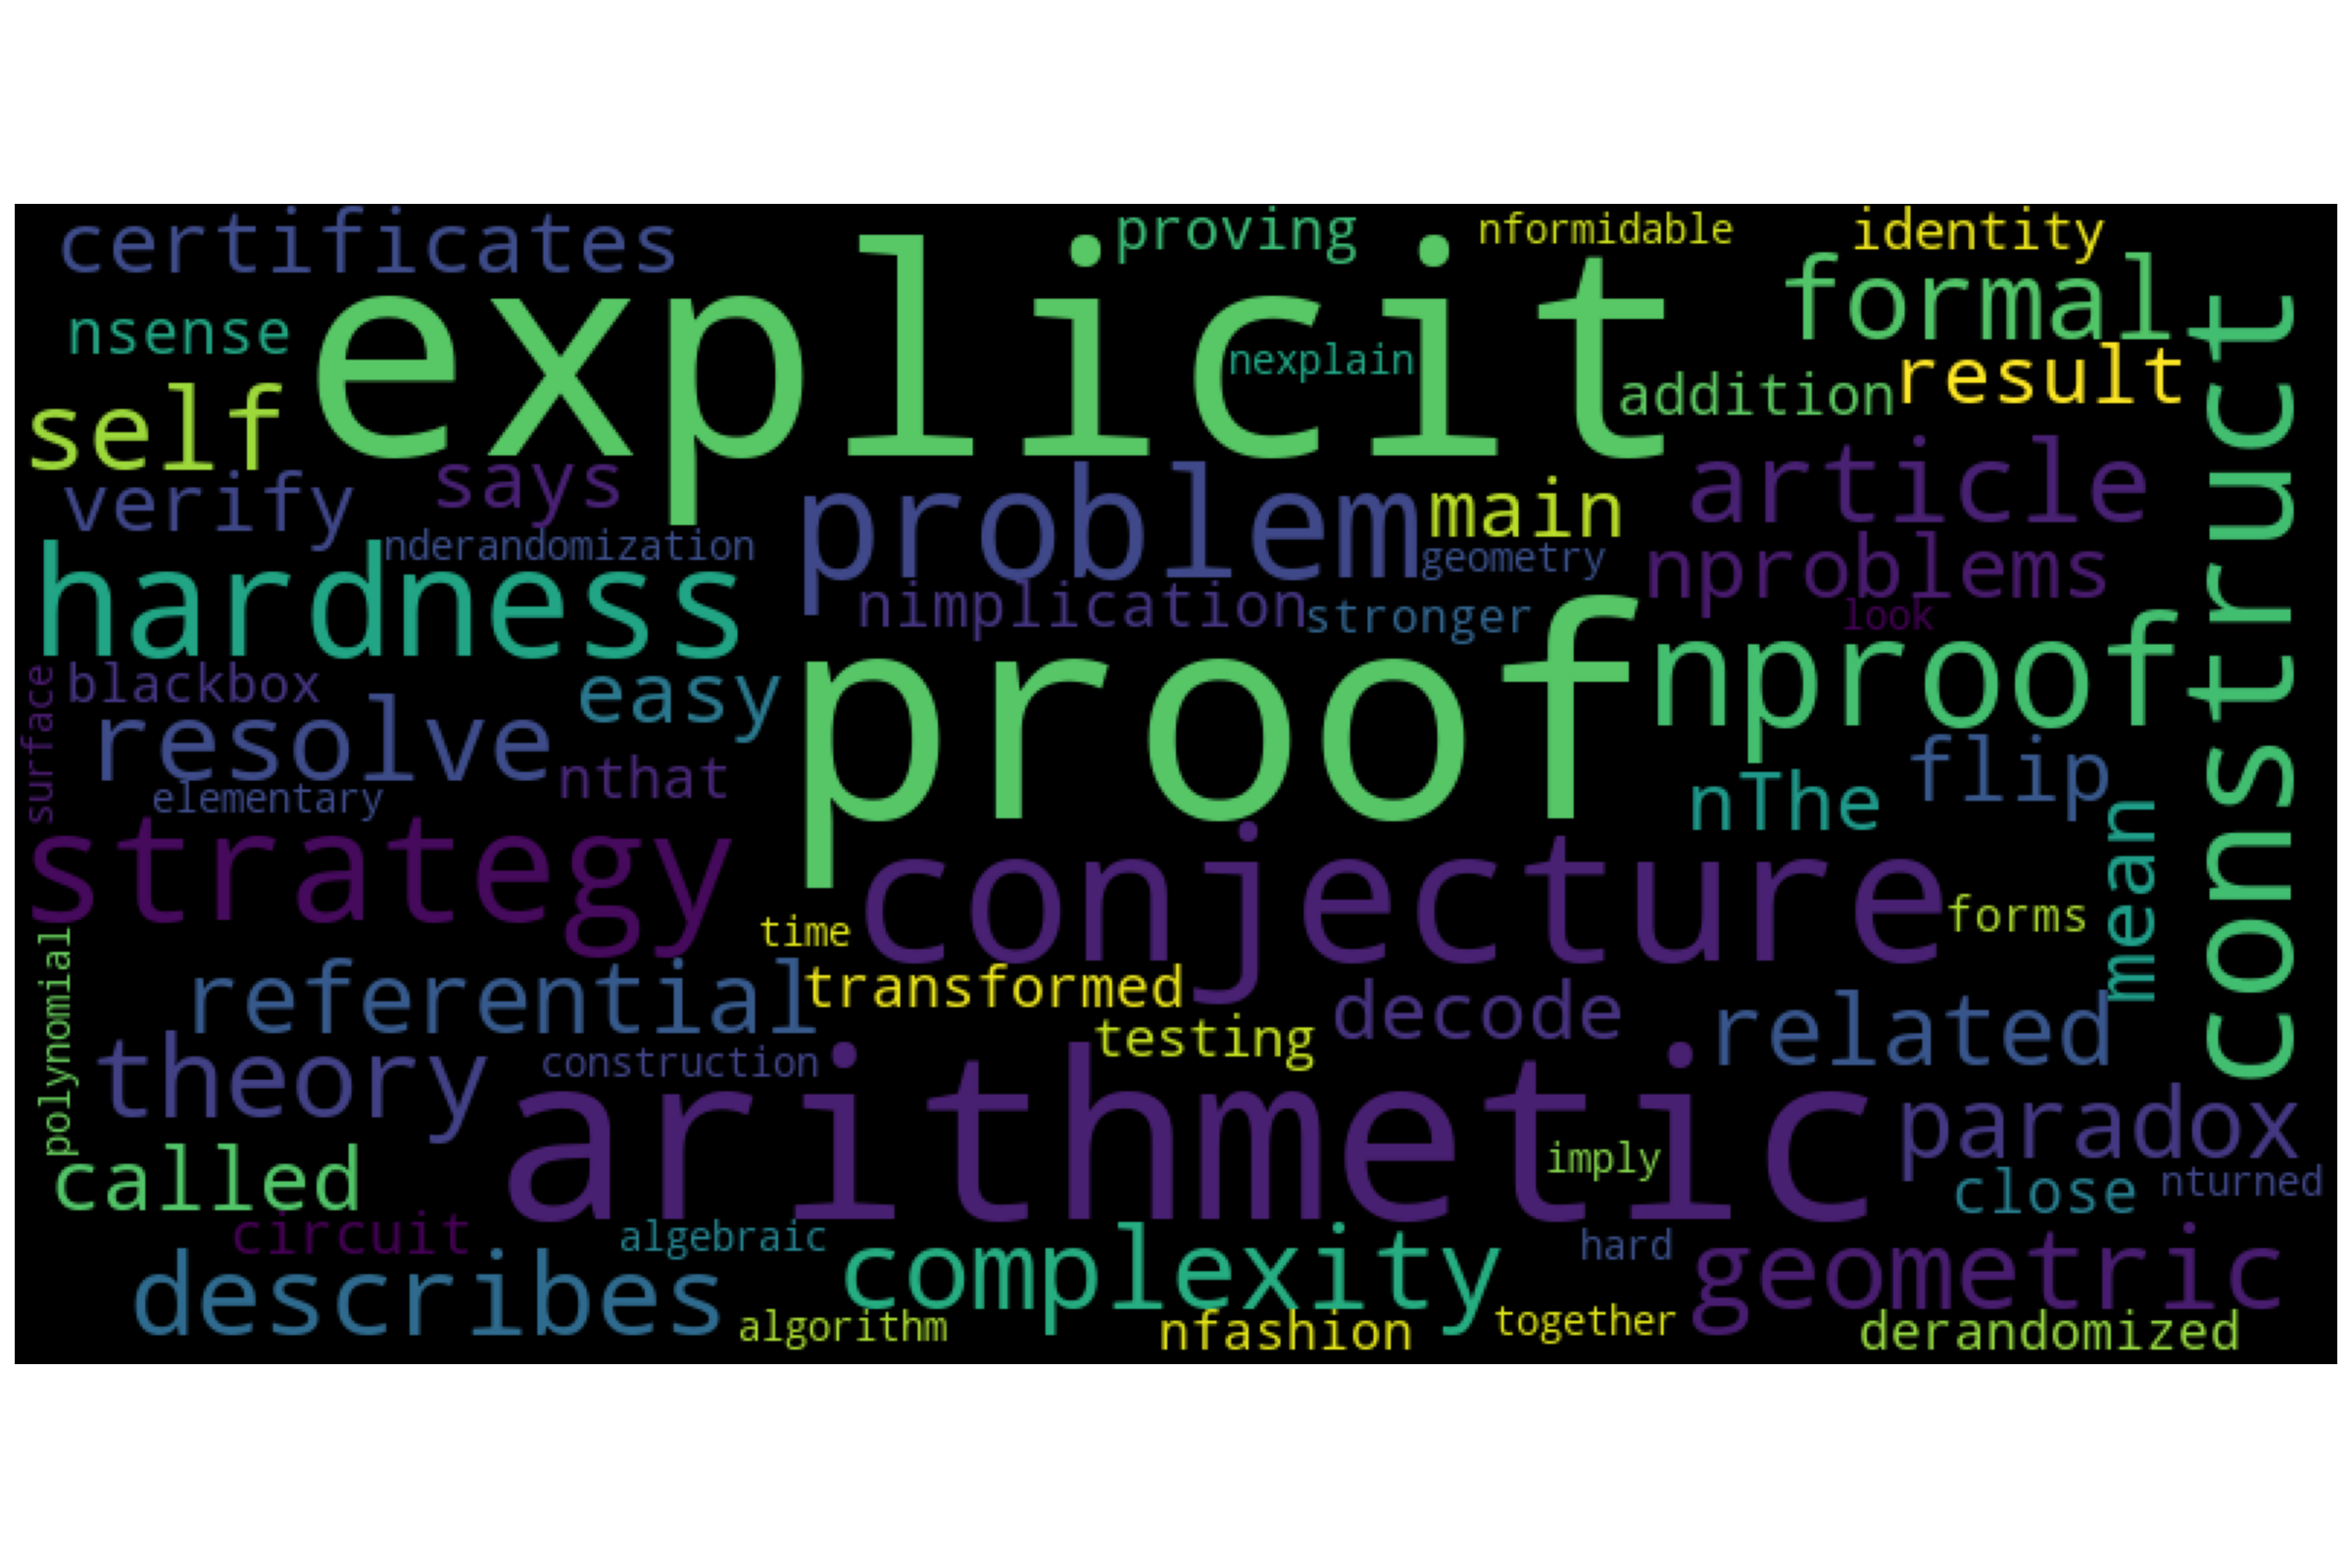 certificates
proving
nformidable
identity
explicit
formal
nsense
nexplain
construct
self
addition
result
verify
says
problem
main
article
nderandomization
geometry
hardness
nimplication
stronger
nproblems
look
proof
nproof
surface
blackbox
easy
resolve
nthat
elementary
nThe
flip
mean
strategy
conjecture
time
forms
polynomial
referential
transformed
decode
testing
related
theory
construction
arithmetic
imply
paradox
called
close
nturned
circuit
algebraic
hard
describes
complexity
geometric
algorithm
nfashion
together
derandomized